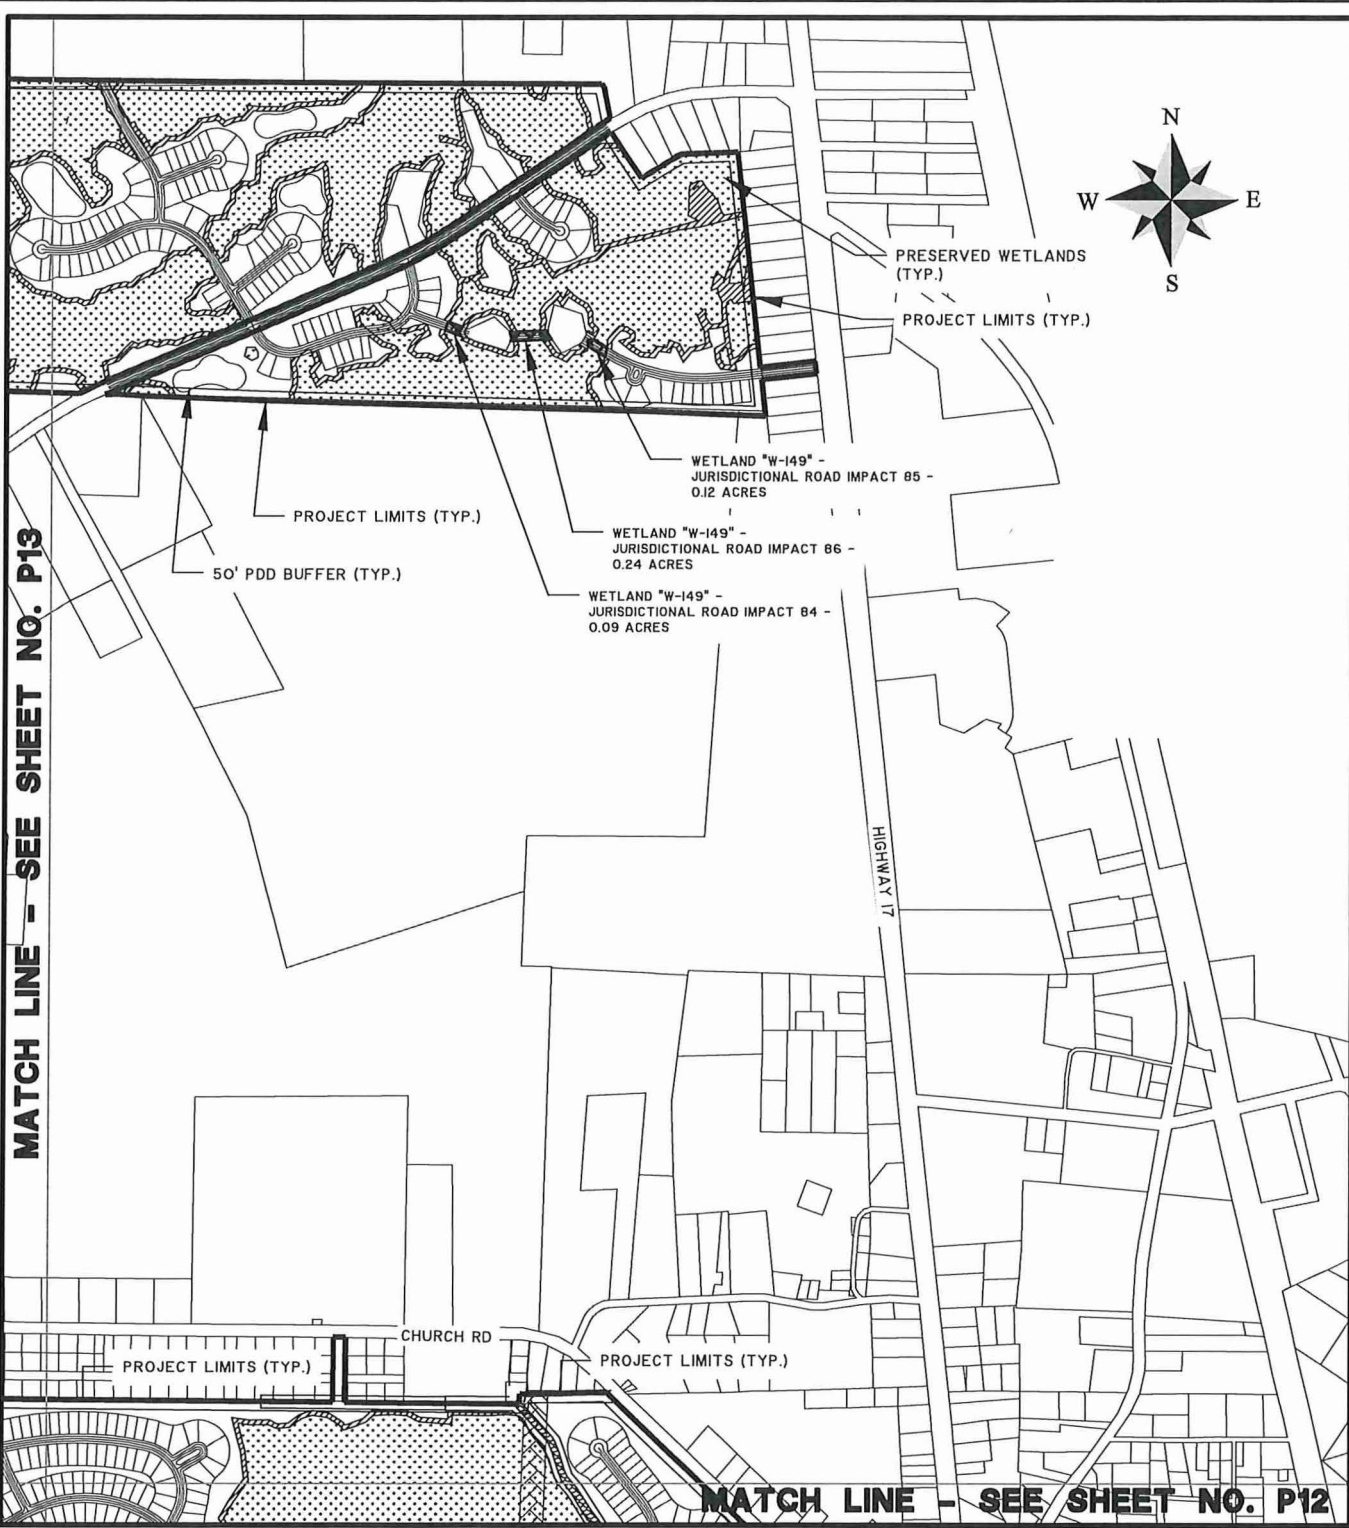 N
W
E
S
PRESERVED WETLANDS
(TYP.)
PROJECT LIMITS (TYP.)
WETLAND "W-149" -
JURISDICTIONAL ROAD IMPACT 85 -
0.12 ACRES
PROJECT LIMITS (TYP.)
WETLAND "W-149" -
JURISDICTIONAL ROAD IMPACT 86 -
0.24 ACRES
50' PDD BUFFER (TYP.)
WETLAND "W-149" -
JURISDICTIONAL ROAD IMPACT 84 -
0.09 ACRES
MATCH LINE - SEE SHEET NO. P13
HIGHWAY 17
CHURCH RD
PROJECT LIMITS (TYP.)
PROJECT LIMITS (TYP.)
MATCH LINE - SEE SHEET NO. P12